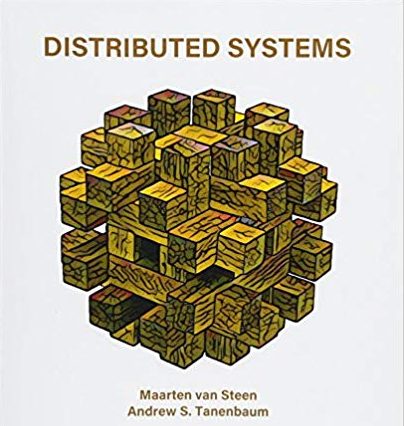 DISTRIBUTED SYSTEMS
Maarten van Steen
Andrew S. Tanenbaum